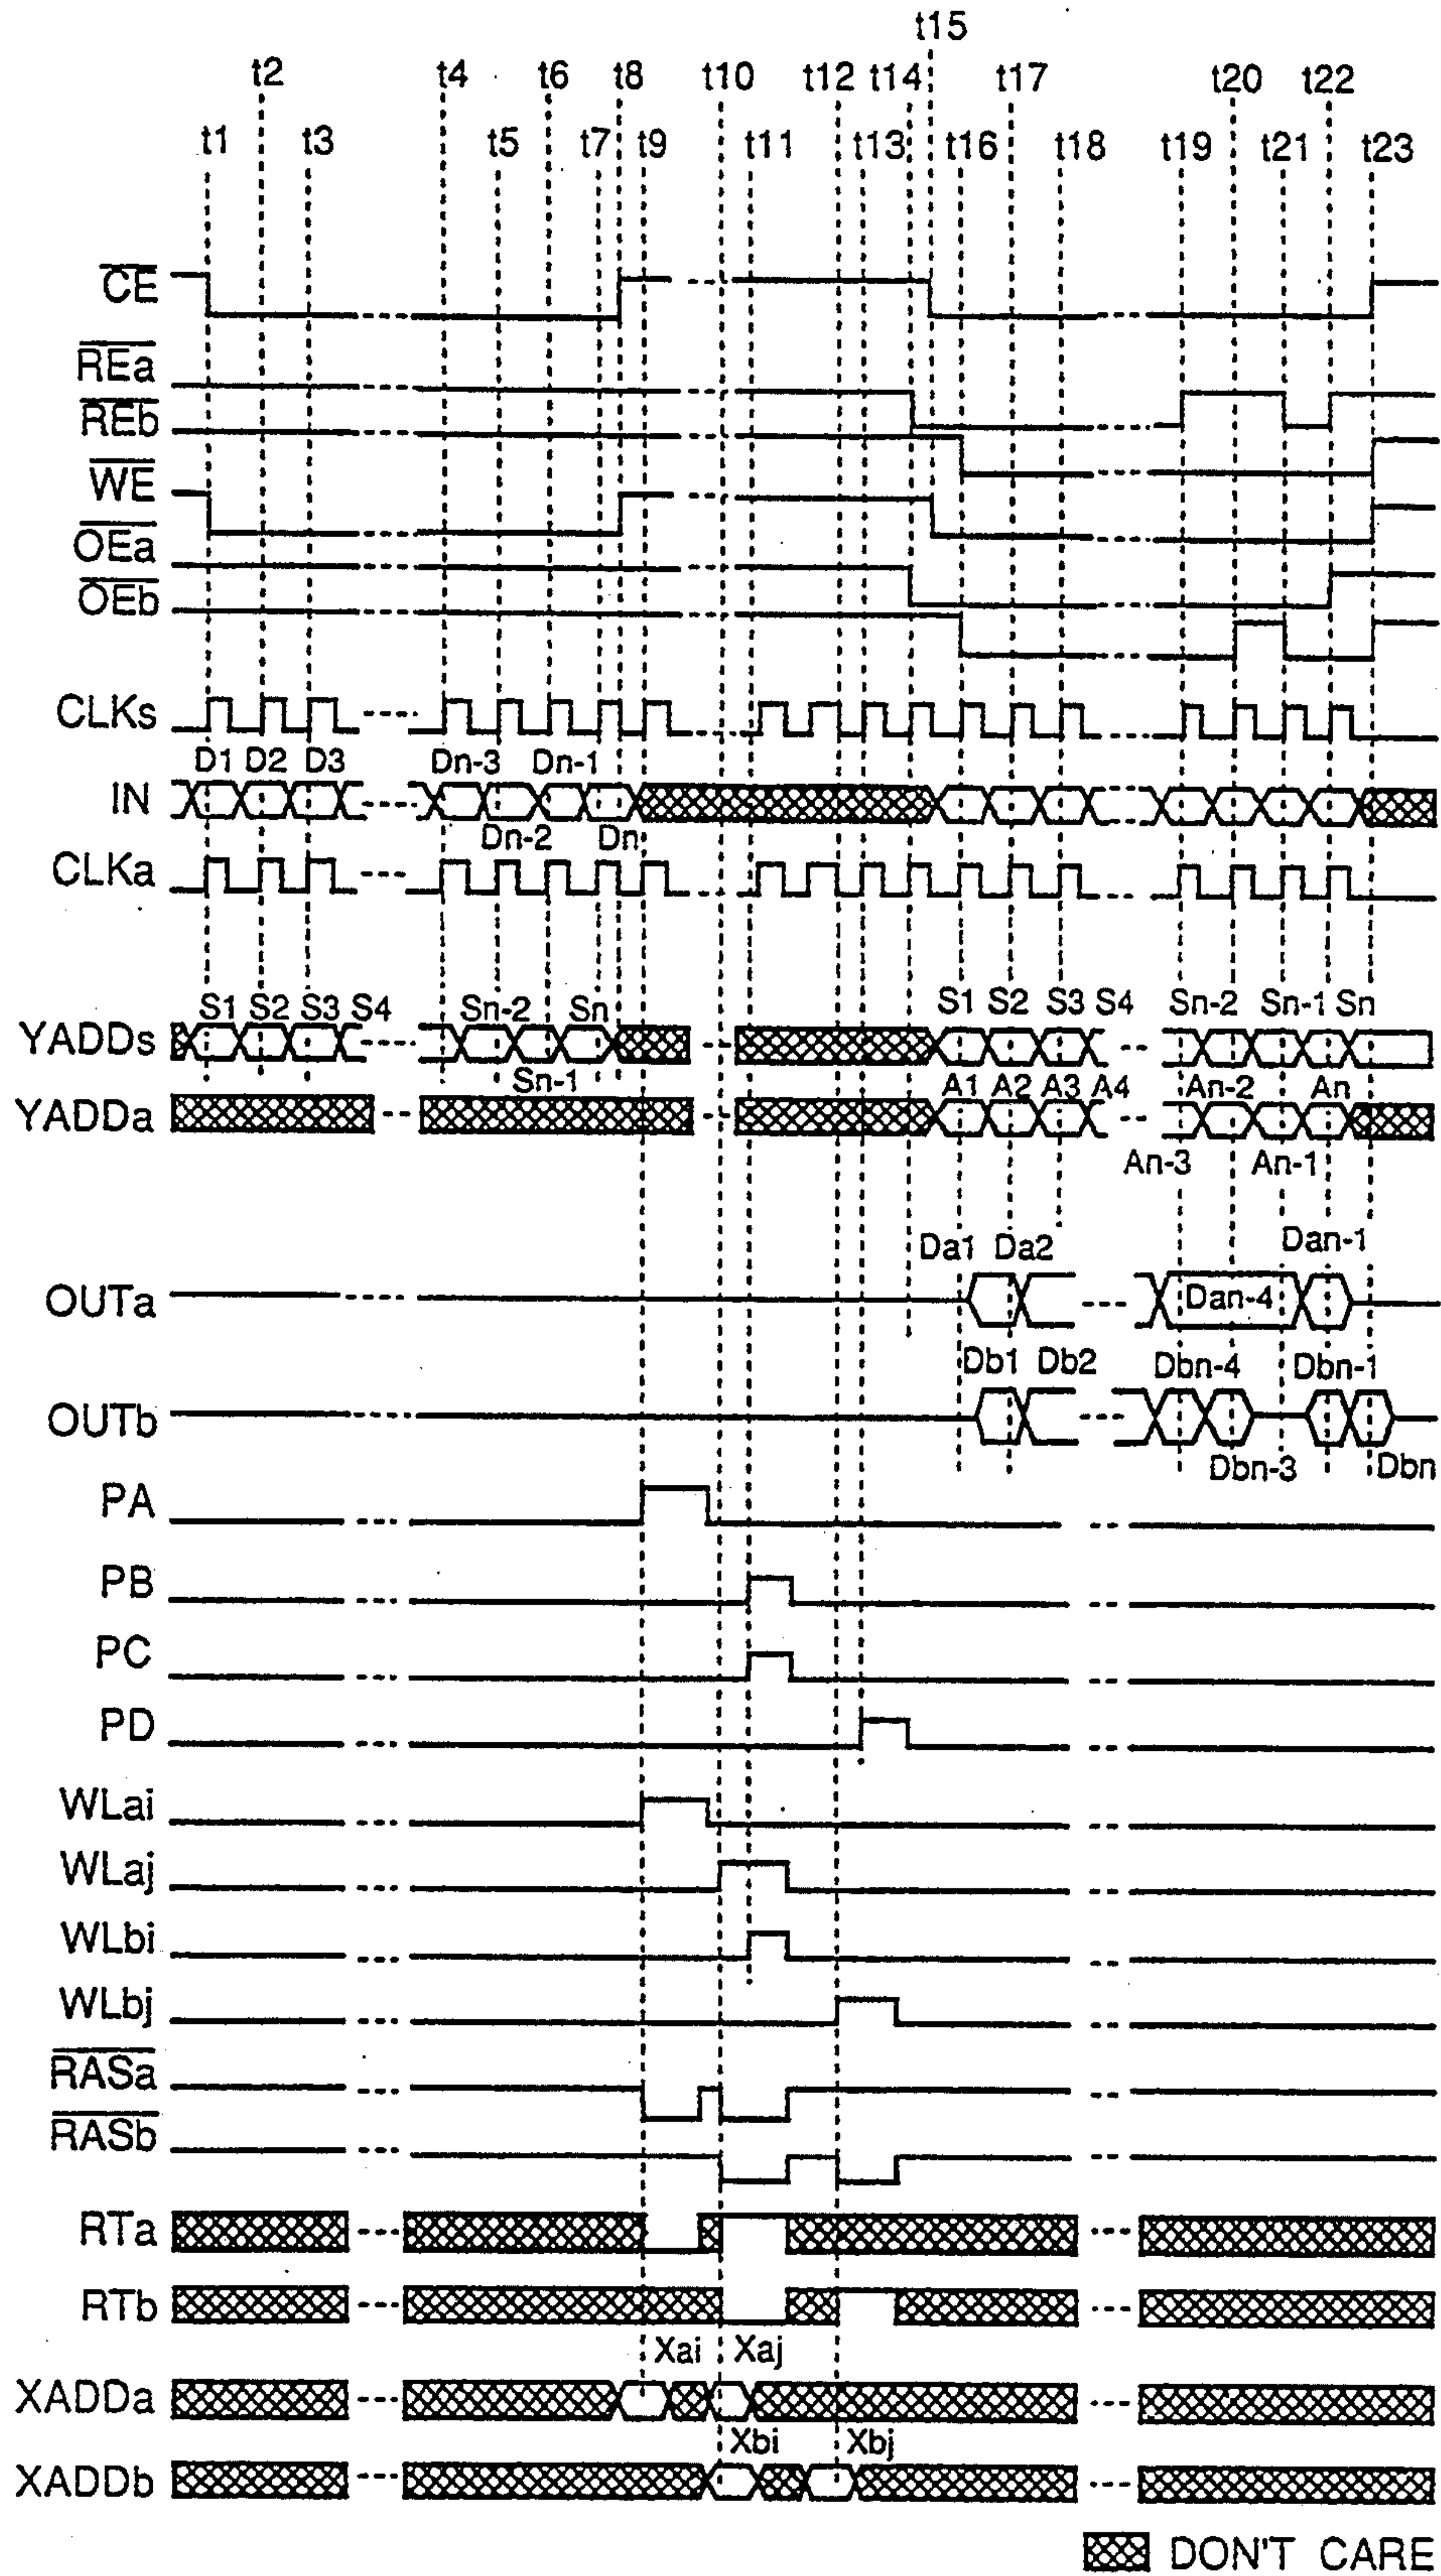 t15
t2 t4 t6 t8 t10 t12 t14 t17 t20 t22
t1 t3 t5 t7 t9 t11 t13 t16 t18 t19 t21 t23
CE
REa
REb
WE
OEa
OEb
CLKs
D1 D2 D3 Dn-3 Dn-1
IN
Dn-2 Dn
CLKa
S1 S2 S3 S4 Sn-2 Sn S1 S2 S3 S4 Sn-2 Sn-1 Sn
YADDs
Sn-1 A1 A2 A3 A4 An-2 An
YADDa
An-3 An-1
Da1 Da2 Dan-1
OUTa Dan-4
Db1 Db2 Dbn-4 Dbn-1
OUTb
Dbn-3 Dbn
PA
PB
PC
PD
WLai
WLaj
WLbi
WLbj
RASa
RASb
RTa
RTb
Xai Xaj
XADDa
Xbi Xbj
XADDb
DON'T CARE